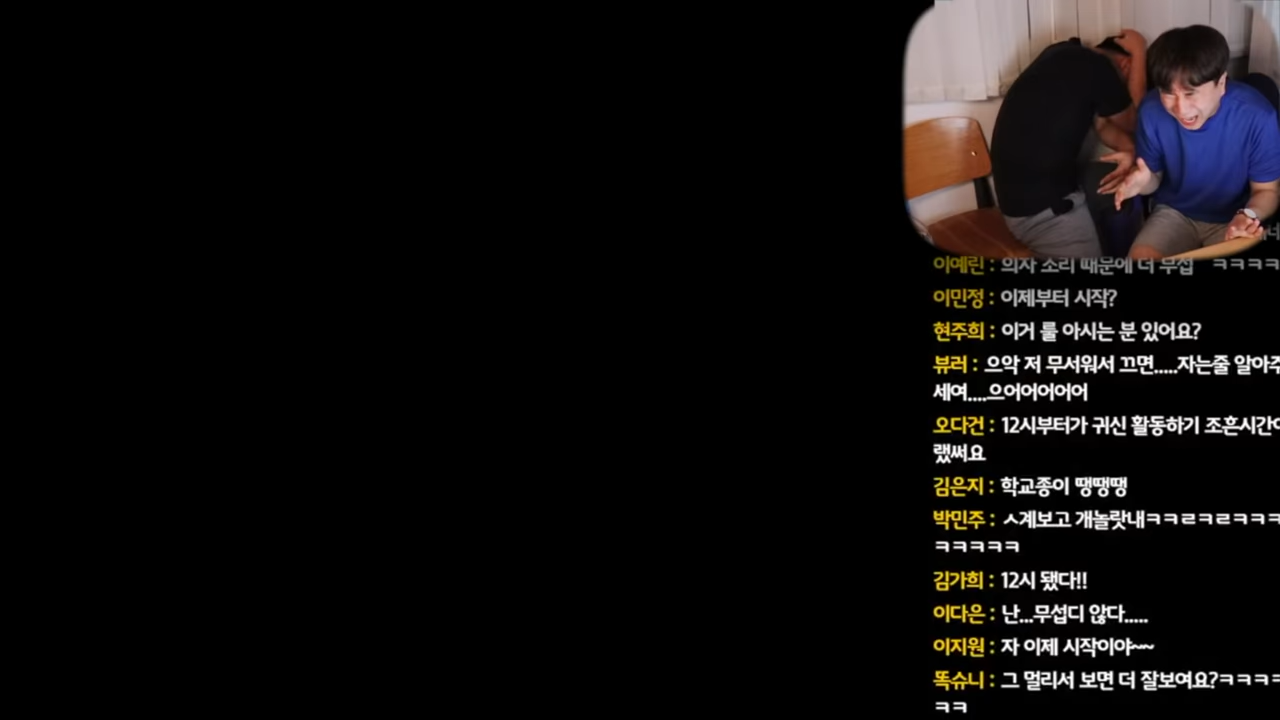 이예린 : 의자 소리 때문에 더 무섭 ㅋㅋㅋㅋ
이민정 : 이제부터 시작?
현주희 : 이거 룰 아시는 분 있어요?
뷰러 : 으악 저 무서워서 끄면.....자는줄 알아주
세여....으어어어어어
오다건 : 12시부터가 귀신 활동하기 조흔시간이
랬써요
김은지 : 학교종이 땡땡땡
박민주 : ㅅ계보고 개놀랏내ㅋㅋㄹㅋㄹㅋㅋㅋ
ㅋㅋㅋㅋㅋ
김가희 : 12시 됐다!!
이다은 : 난...무섭디 않다.....
이지원 : 자 이제 시작이야~~
똑슈니 : 그 멀리서 보면 더 잘보여요?ㅋㅋㅋㅋ
ㅋㅋ